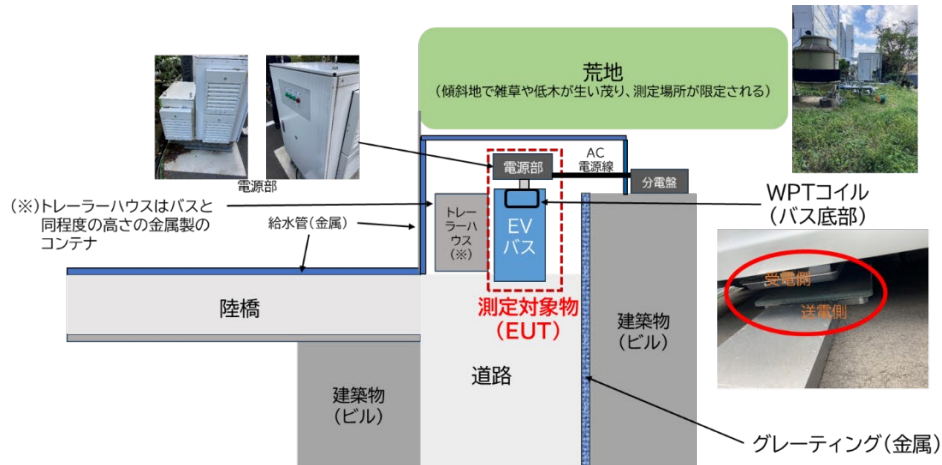 荒地
(傾斜地で雑草や低木が生い茂り、測定場所が限定される)
電源部
電源部
AC
電源線
分電盤
WPTコイル
(バス底部)
(※)トレーラーハウスはバスと
同程度の高さの金属製の
コンテナ
給水管(金属)
トレー
ラーハ
ウス
(※)
EV
バス
受電側
送電側
陸橋
測定対象物
(EUT)
建築物
(ビル)
道路
建築物
(ビル)
グレーティング(金属)